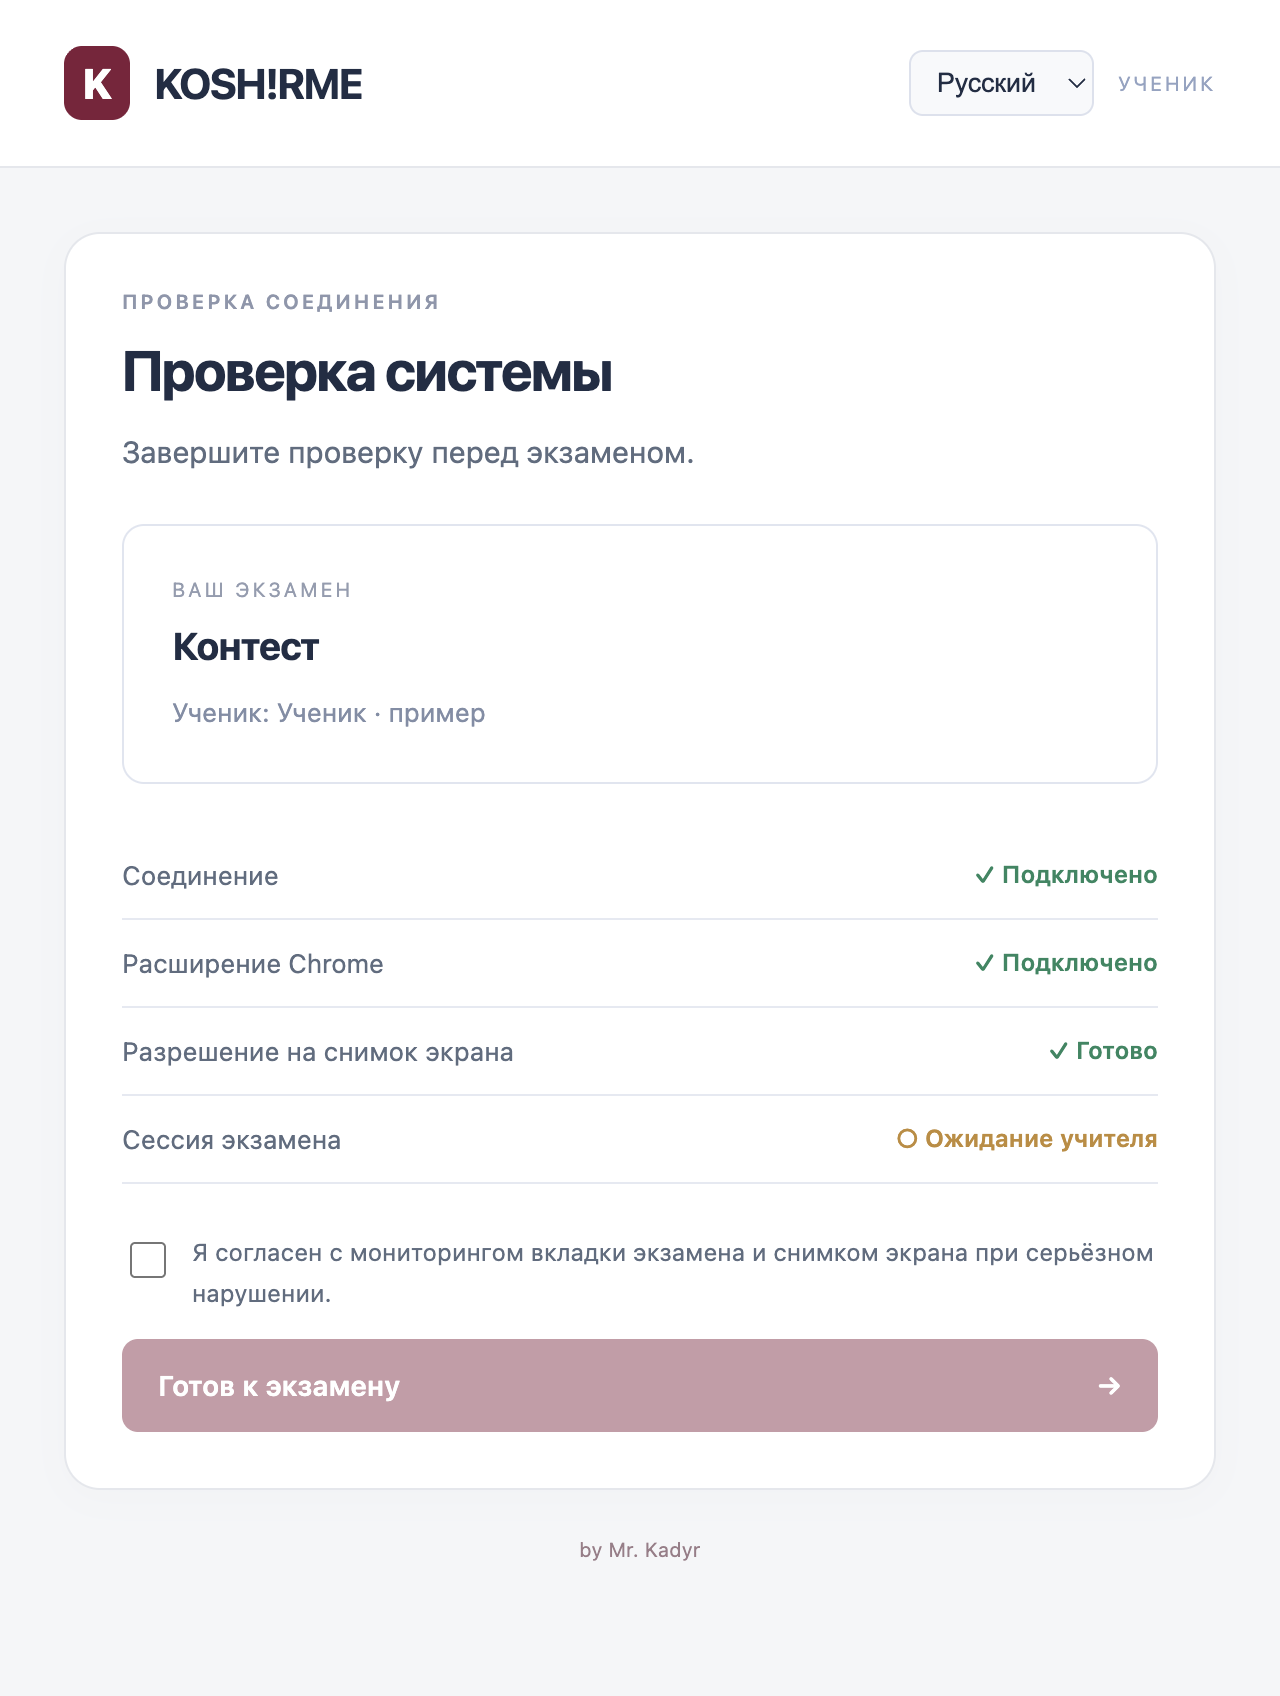 K
KOSH!RME
Русский
УЧЕНИК
ПРОВЕРКА СОЕДИНЕНИЯ
Проверка системы
Завершите проверку перед экзаменом.
ВАШ ЭКЗАМЕН
Контест
Ученик: Ученик · пример
Соединение
✓ Подключено
Расширение Chrome
✓ Подключено
Разрешение на снимок экрана
✓ Готово
Сессия экзамена
○ Ожидание учителя
Я согласен с мониторингом вкладки экзамена и снимком экрана при серьёзном
нарушении.
Готов к экзамену →
by Mr. Kadyr